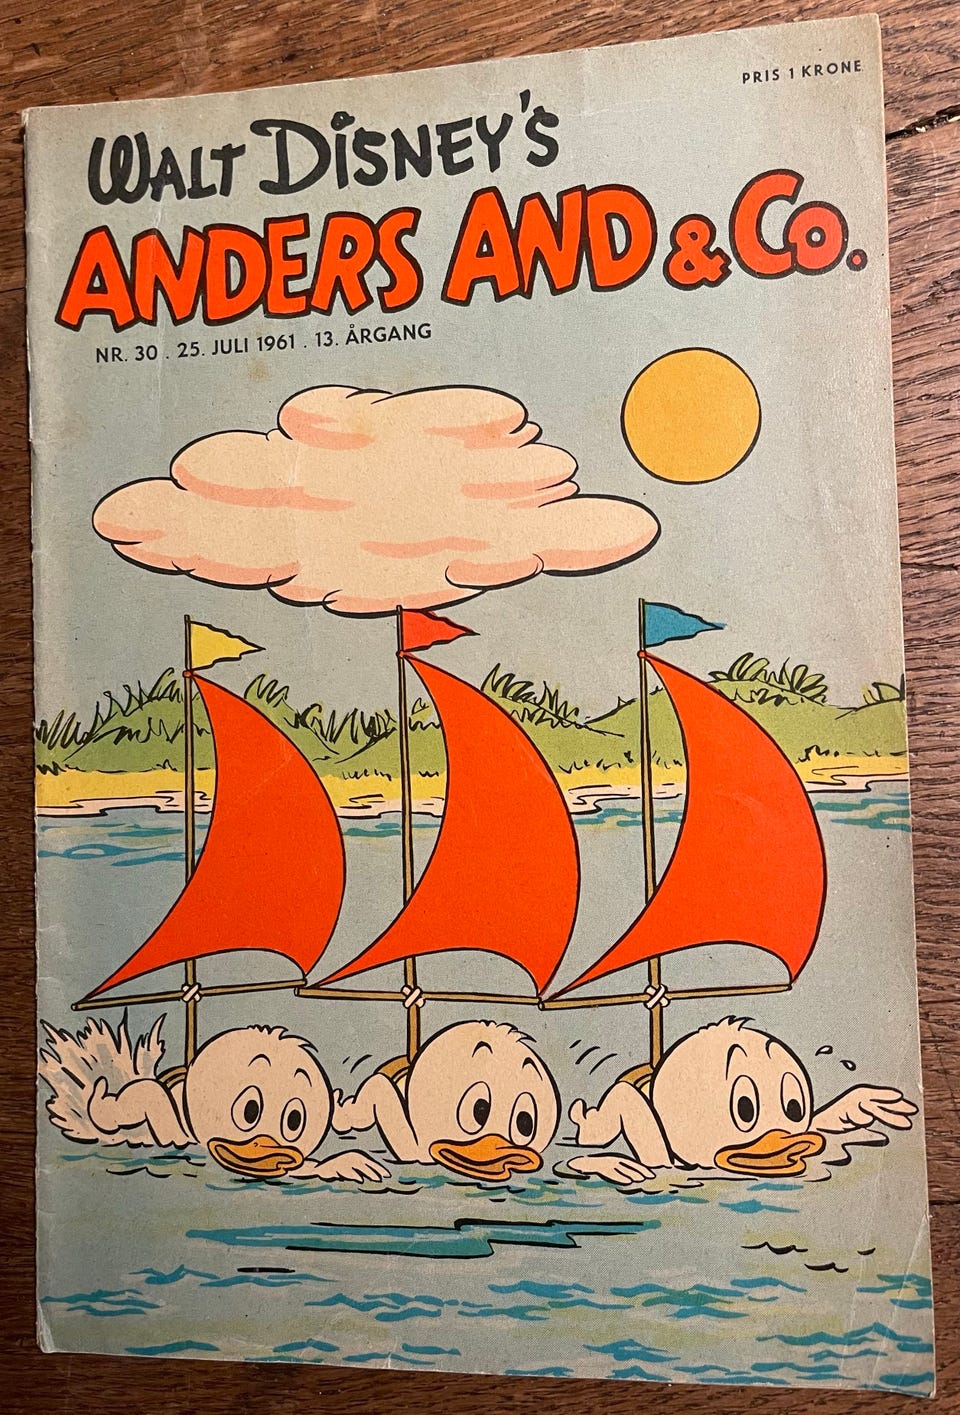 PRIS 1 KRONE
WALT DISNEY'S
ANDERS AND & Co.
NR. 30 . 25. JULI 1961 . 13. ÅRGANG